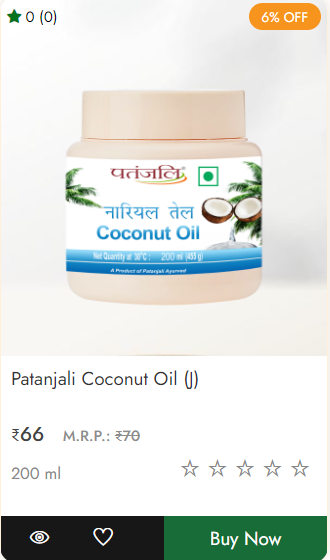 0 (0)
6% OFF
पतंजलि
नारियल तेल
Coconut Oil
Net Quantity at 30°C : 200 ml
A Product of Patanjali Ayurved
Patanjali Coconut Oil (J)
₹66 M.R.P.: ₹70
200 ml
Buy Now